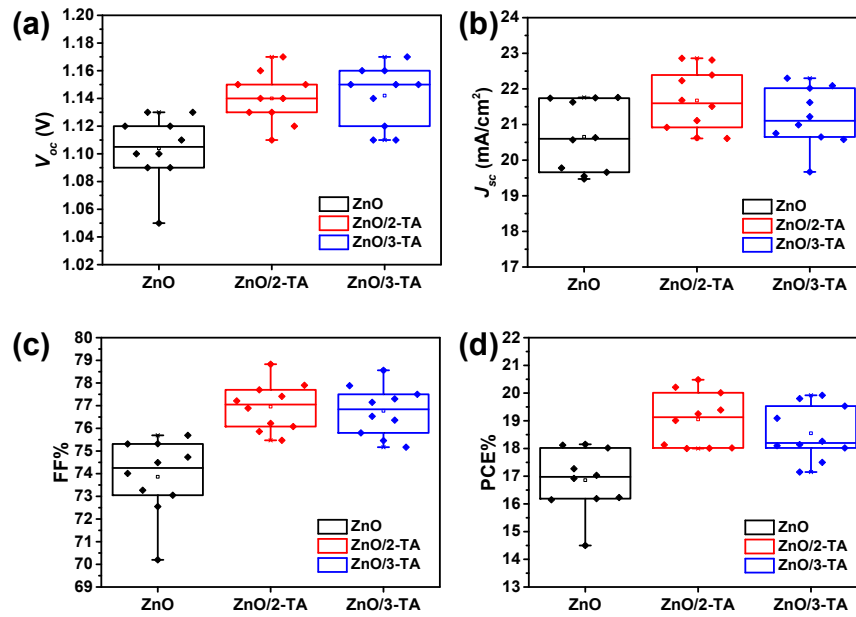 (a)
1.20
1.18
1.16
1.14
1.12
1.10
1.08
1.06
1.04
1.02
Voc (V)
ZnO
ZnO/2-TA
ZnO/3-TA
ZnO ZnO/2-TA ZnO/3-TA
(b)
24
23
22
21
20
19
18
17
Jsc (mA/cm²)
ZnO
ZnO/2-TA
ZnO/3-TA
ZnO ZnO/2-TA ZnO/3-TA
(c)
80
79
78
77
76
75
74
73
72
71
70
69
FF%
ZnO
ZnO/2-TA
ZnO/3-TA
ZnO ZnO/2-TA ZnO/3-TA
(d)
22
21
20
19
18
17
16
15
14
13
PCE%
ZnO
ZnO/2-TA
ZnO/3-TA
ZnO ZnO/2-TA ZnO/3-TA